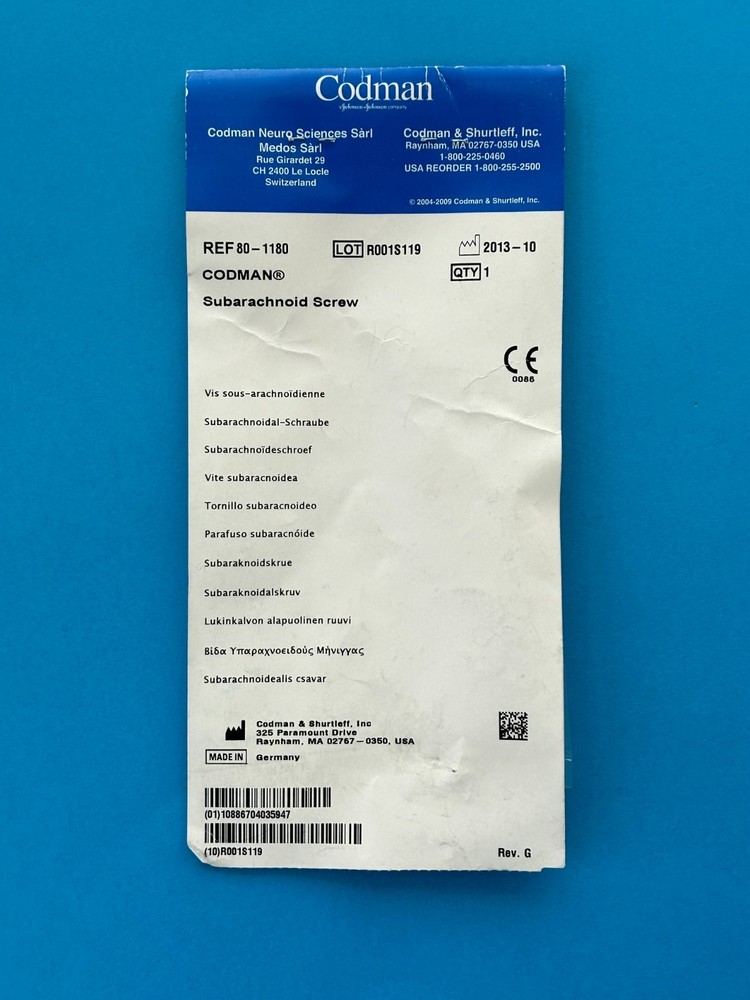 Codman
a Johnson & Johnson company
Codman Neuro Sciences Sàrl
Medos Sàrl
Rue Girardet 29
CH 2400 Le Locle
Switzerland
Codman & Shurtleff, Inc.
Raynham, MA 02767-0350 USA
1-800-225-0460
USA REORDER 1-800-255-2500
© 2004-2009 Codman & Shurtleff, Inc.
REF 80-1180 LOT R001S119 2013-10
CODMAN® QTY 1
Subarachnoid Screw
CE
0086
Vis sous-arachnoïdienne
Subarachnoidal-Schraube
Subarachnoïdeschroef
Vite subaracnoidea
Tornillo subaracnoideo
Parafuso subaracnóide
Subaraknoidskrue
Subaraknoidalskruv
Lukinkalvon alapuolinen ruuvi
Βίδα Υπαραχνοειδούς Μήνιγγας
Subarachnoidealis csavar
Codman & Shurtleff, Inc
325 Paramount Drive
Raynham, MA 02767-0350, USA
MADE IN Germany
(01)10886704035947
(10)R001S119
Rev. G